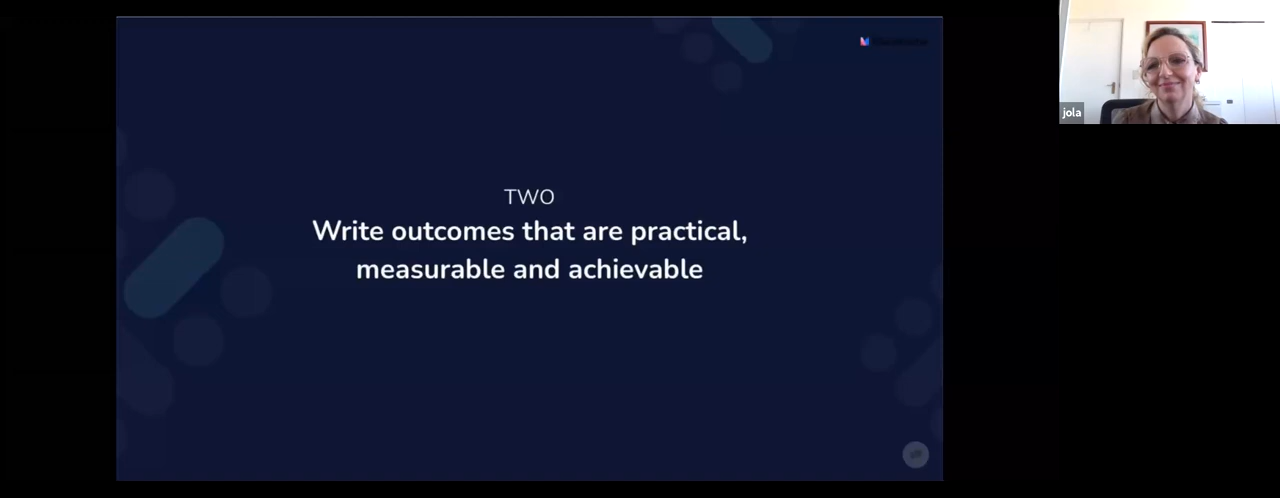 TWO
Write outcomes that are practical,
measurable and achievable
jola